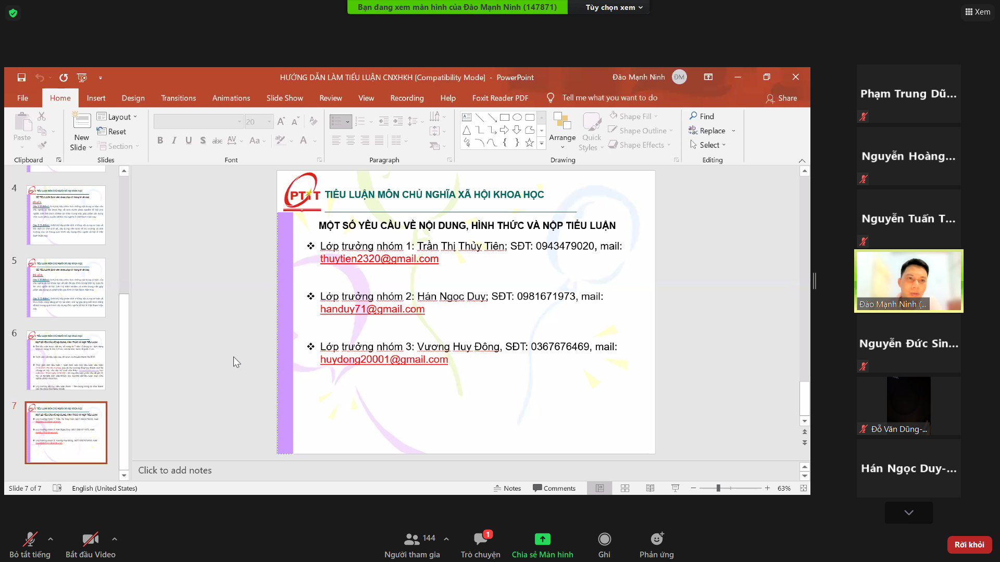 Bạn đang xem màn hình của Đào Mạnh Ninh (147871)
Tùy chọn xem
Xem
HƯỚNG DẪN LÀM TIỂU LUẬN CNXHKH [Compatibility Mode] - PowerPoint
Đào Mạnh Ninh
ĐM
File
Home
Insert
Design
Transitions
Animations
Slide Show
Review
View
Recording
Help
Foxit Reader PDF
Tell me what you want to do
Share
Paste
Clipboard
New
Slide
Layout
Reset
Section
Slides
20
Font
Paragraph
Arrange
Quick
Styles
Shape Fill
Shape Outline
Shape Effects
Drawing
Find
Replace
Select
Editing
4
5
6
7
PTIT
TIỂU LUẬN MÔN CHỦ NGHĨA XÃ HỘI KHOA HỌC
MỘT SỐ YÊU CẦU VỀ NỘI DUNG, HÌNH THỨC VÀ NỘP TIỂU LUẬN
❖ Lớp trưởng nhóm 1: Trần Thị Thủy Tiên; SĐT: 0943479020, mail:
thuytien2320@gmail.com
❖ Lớp trưởng nhóm 2: Hán Ngọc Duy; SĐT: 0981671973, mail:
handuy71@gmail.com
❖ Lớp trưởng nhóm 3: Vương Huy Đông, SĐT: 0367676469, mail:
huydong20001@gmail.com
Click to add notes
Slide 7 of 7
English (United States)
Notes
Comments
63%
Phạm Trung Dũ...
Nguyễn Hoàng...
Nguyễn Tuấn T...
Đào Mạnh Ninh (...
Nguyễn Đức Sin...
Đỗ Văn Dũng-...
Hán Ngọc Duy-...
Bỏ tắt tiếng
Bắt đầu Video
144
Người tham gia
1
Trò chuyện
Chia sẻ Màn hình
Ghi
Phản ứng
Rời khỏi